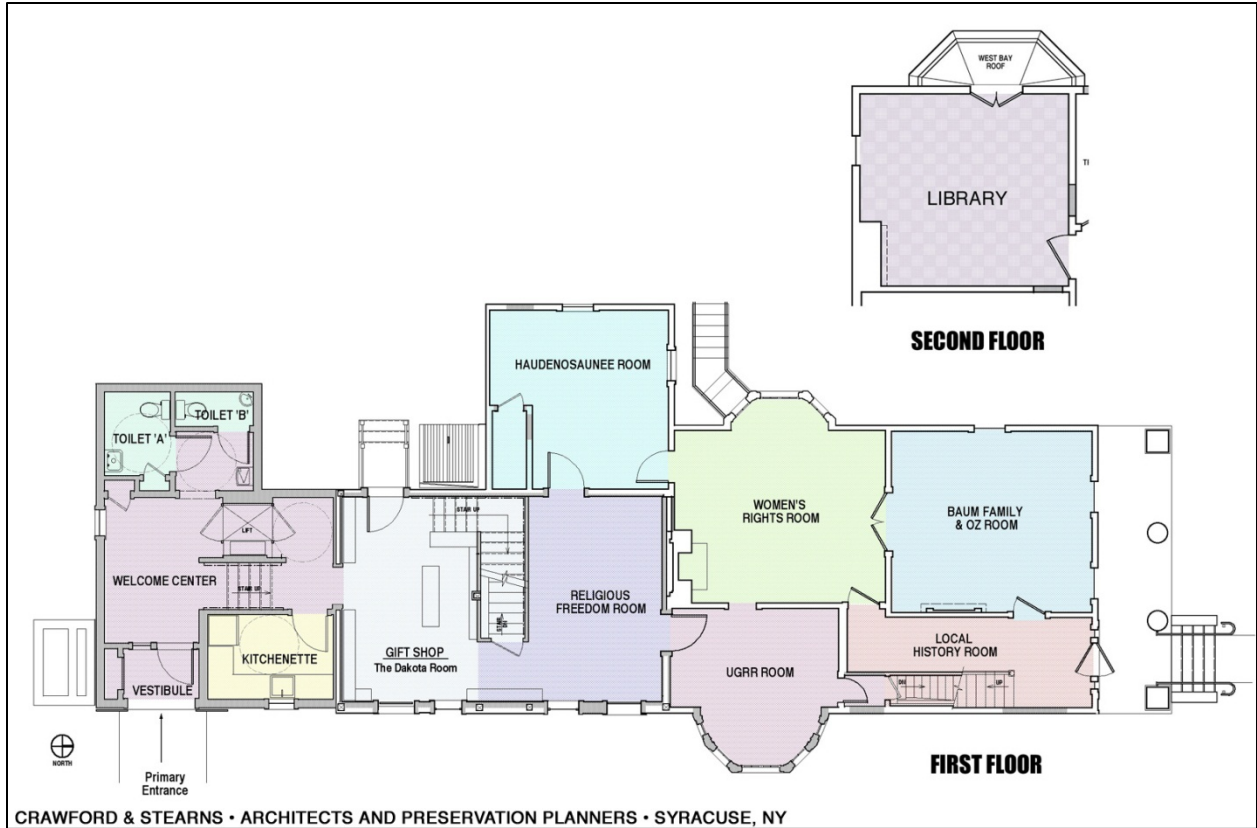 WEST BAY
ROOF
LIBRARY
SECOND FLOOR
HAUDENOSAUNEE ROOM
TOILET 'B'
TOILET 'A'
STAIR UP
WOMEN'S
RIGHTS ROOM
BAUM FAMILY
& OZ ROOM
LIFT
WELCOME CENTER
STAIR UP
RELIGIOUS
FREEDOM ROOM
STAIR
DN
LOCAL
HISTORY ROOM
GIFT SHOP
The Dakota Room
KITCHENETTE
UGRR ROOM
VESTIBULE
DN
UP
NORTH
Primary
Entrance
FIRST FLOOR
CRAWFORD & STEARNS • ARCHITECTS AND PRESERVATION PLANNERS • SYRACUSE, NY